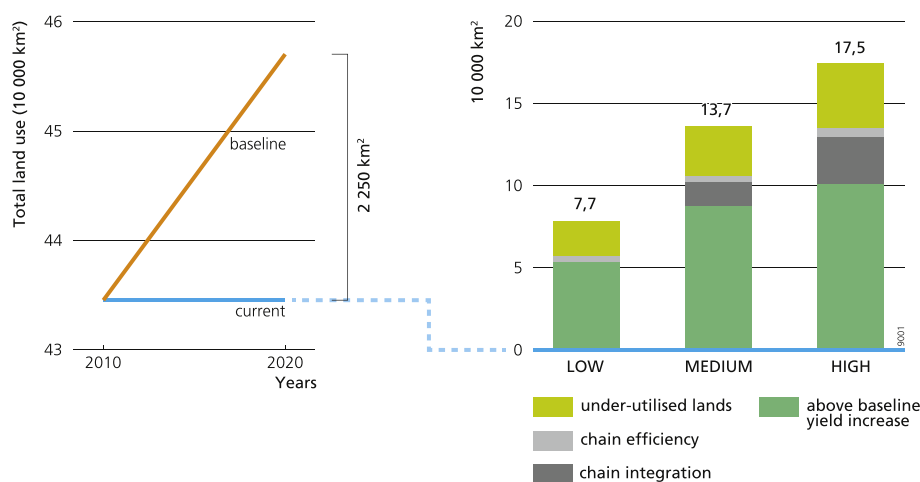 Total land use (10 000 km²)
46
45
44
43
baseline
current
2 250 km²
2010
2020
Years
10 000 km²
20
15
10
5
0
7,7
13,7
17,5
9001
LOW
MEDIUM
HIGH
under-utilised lands
chain efficiency
chain integration
above baseline
yield increase